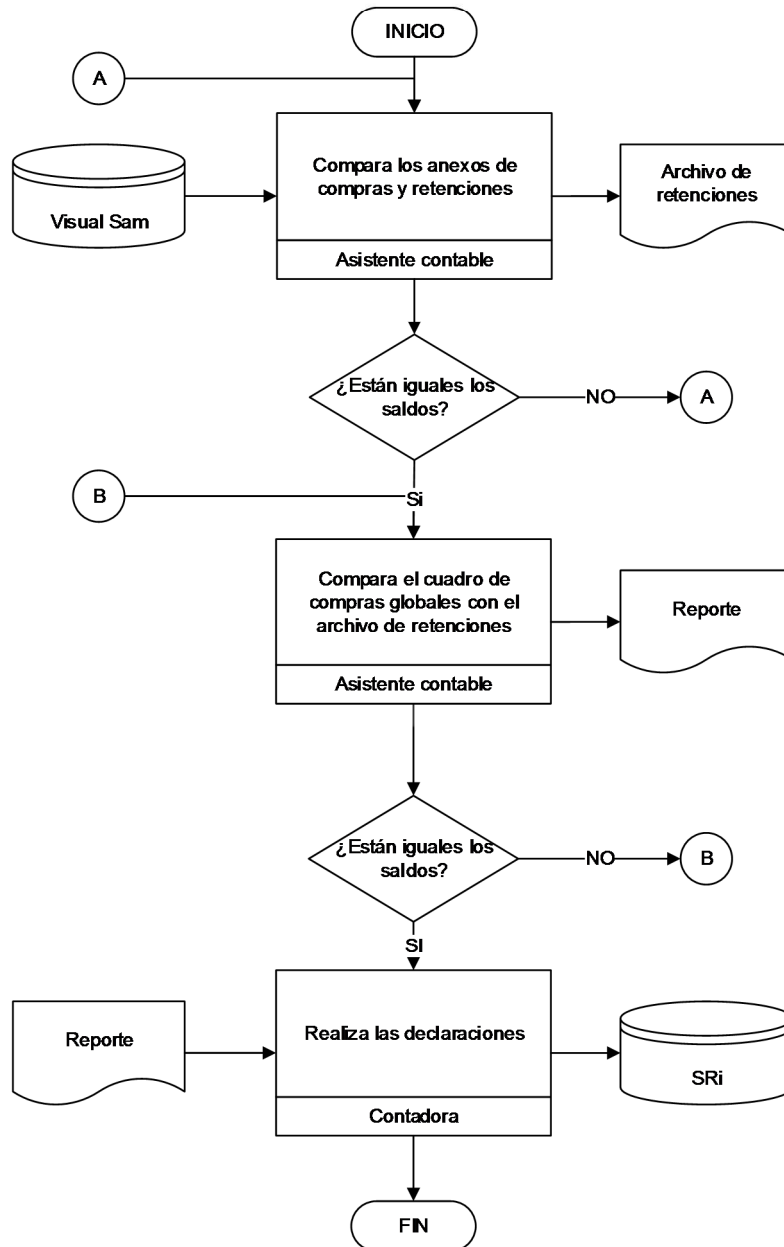 INICIO
A
Compara los anexos de
compras y retenciones
Visual Sam
Archivo de
retenciones
Asistente contable
¿Están iguales los
saldos?
NO
A
B
Si
Compara el cuadro de
compras globales con el
archivo de retenciones
Reporte
Asistente contable
¿Están iguales los
saldos?
NO
B
SI
Reporte
Realiza las declaraciones
SRi
Contadora
FIN